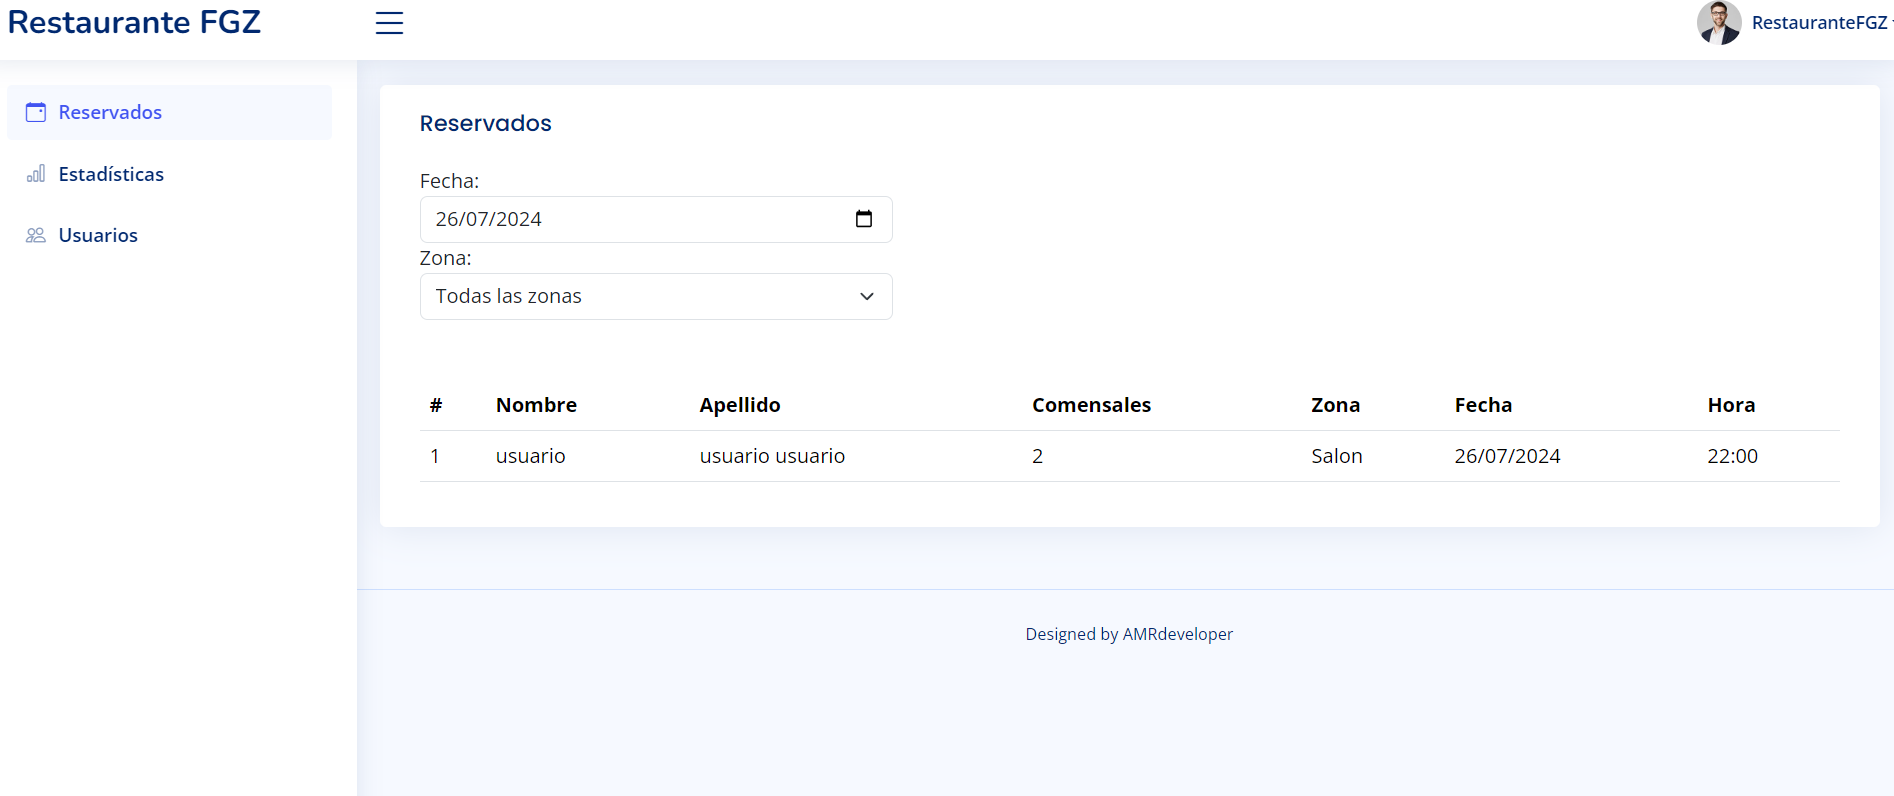 Restaurante FGZ
RestauranteFGZ
Reservados
Estadísticas
Usuarios
Reservados
Fecha:
26/07/2024
Zona:
Todas las zonas
# Nombre Apellido Comensales Zona Fecha Hora
1 usuario usuario usuario 2 Salon 26/07/2024 22:00
Designed by AMRdeveloper